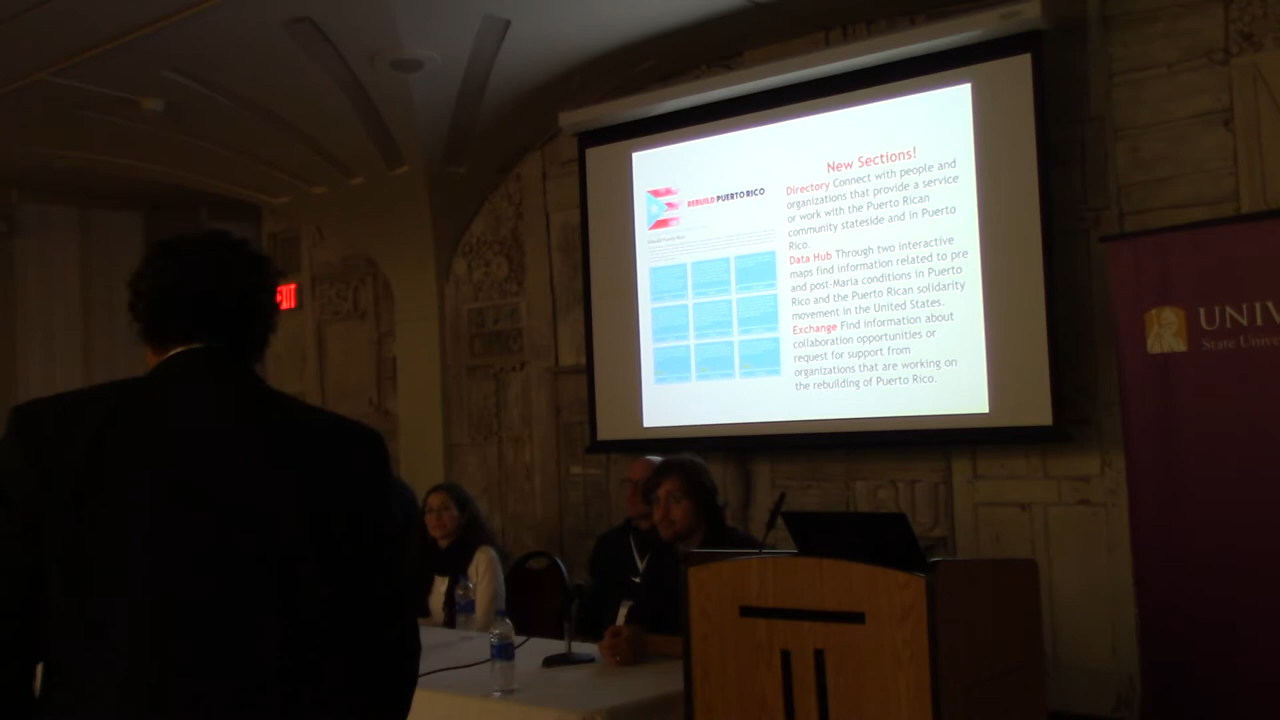 New Sections!
Directory Connect with people and
organizations that provide a service
or work with the Puerto Rican
community stateside and in Puerto
Rico.
Data Hub Through two interactive
maps find information related to pre
and post-Maria conditions in Puerto
Rico and the Puerto Rican solidarity
movement in the United States.
Exchange Find information about
collaboration opportunities or
request for support from
organizations that are working on
the rebuilding of Puerto Rico.
REBUILD PUERTO RICO
EXIT
UNIV
State Unive